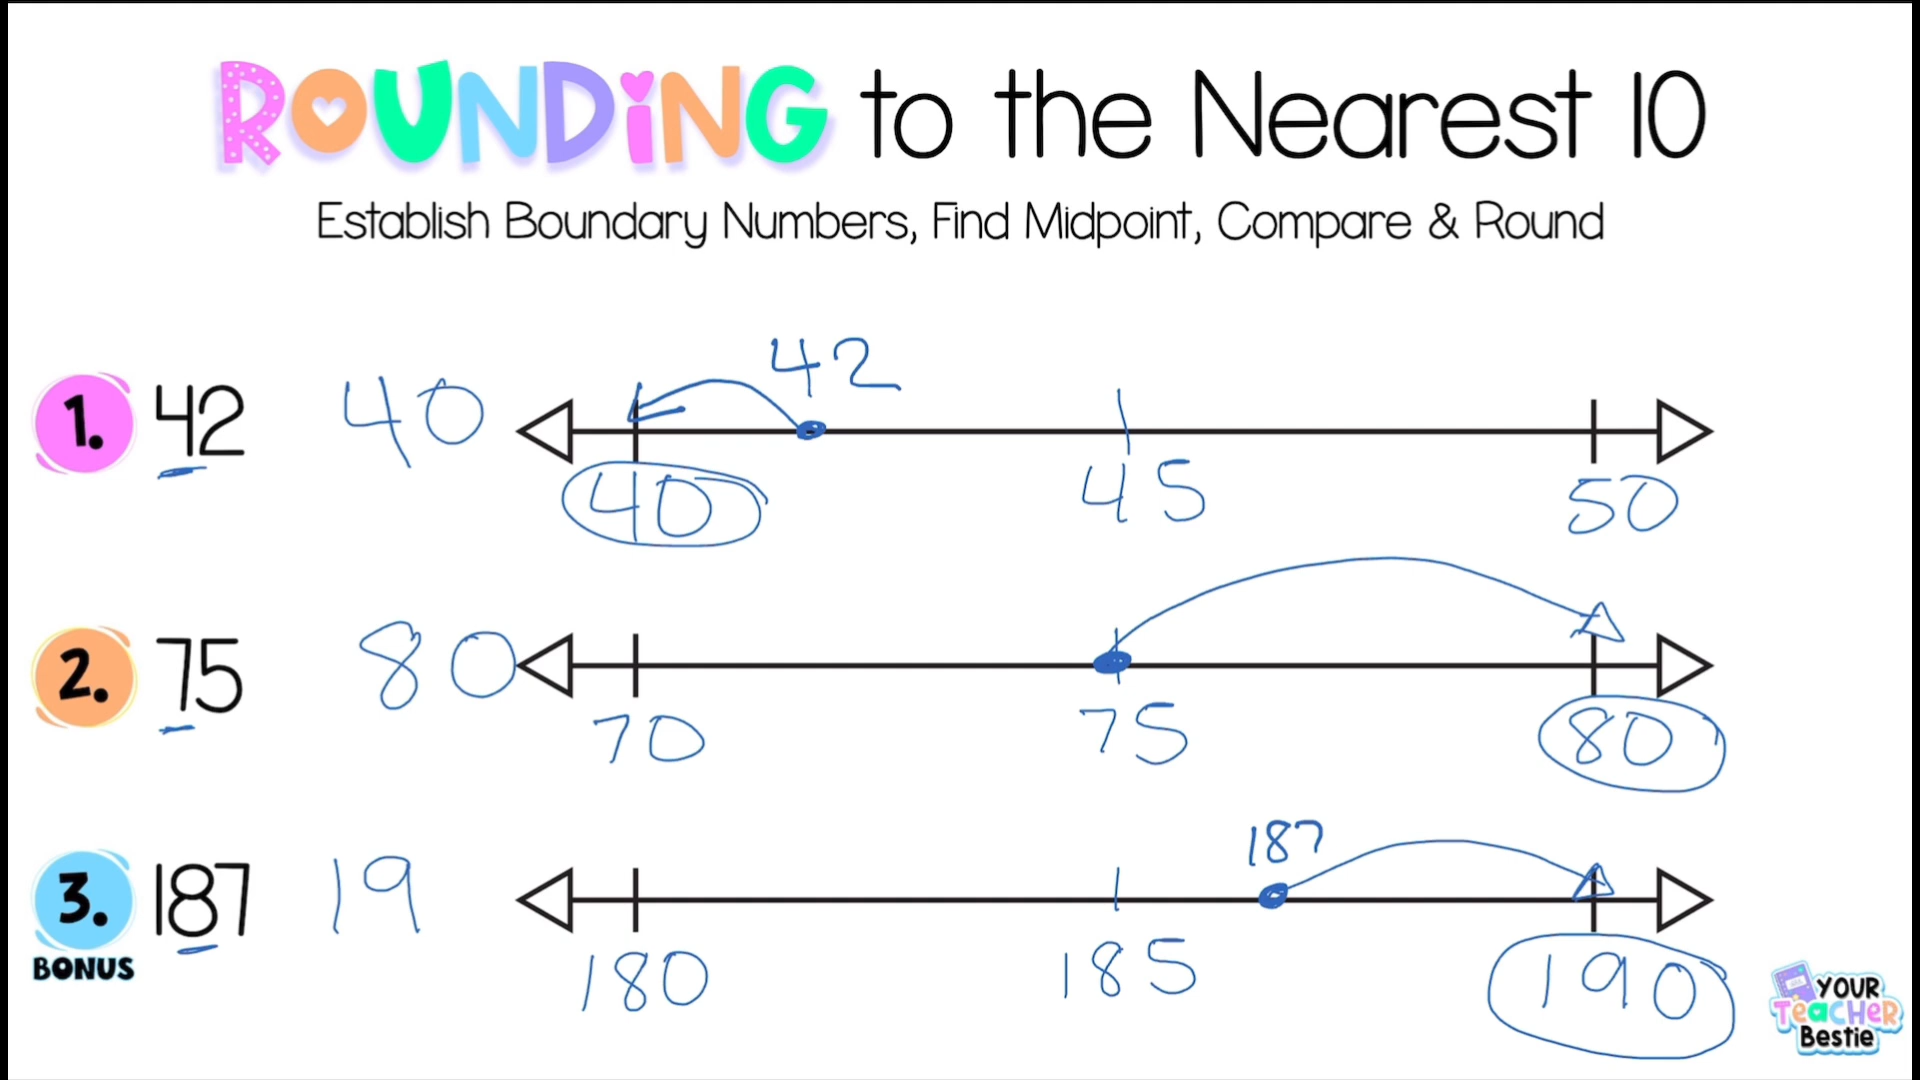 ROUNDiNG to the Nearest 10
Establish Boundary Numbers, Find Midpoint, Compare & Round
42
1. 42 40
40 45 50
2. 75 80
70 75 80
187
3. 187 19
BONUS
180 185 190
YOUR
TeacHeR
Bestie